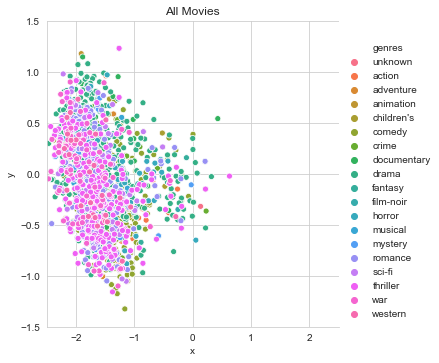 All Movies
1.5
1.0
0.5
0.0
−0.5
−1.0
−1.5
y
−2
−1
0
1
2
x
genres
unknown
action
adventure
animation
children's
comedy
crime
documentary
drama
fantasy
film-noir
horror
musical
mystery
romance
sci-fi
thriller
war
western